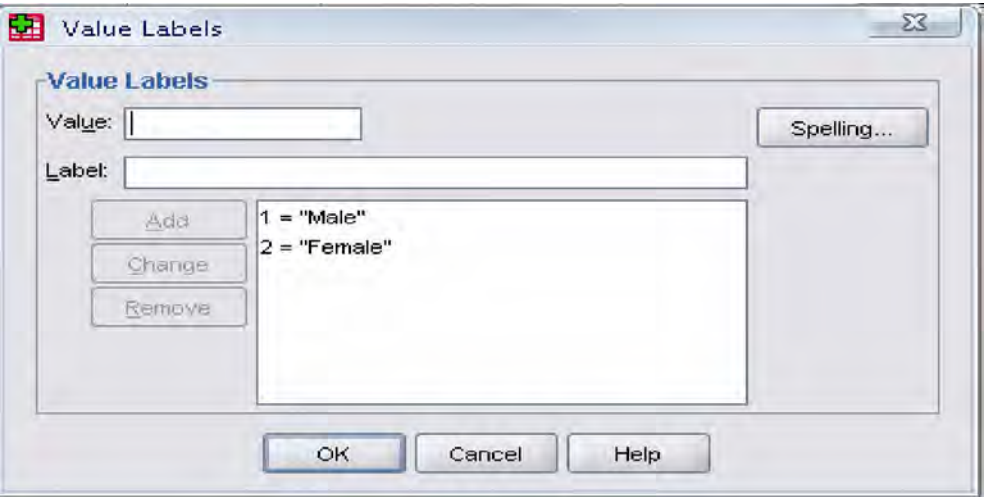 Value Labels
Value Labels
Value:
Spelling...
Label:
Add
1 = "Male"
Change
2 = "Female"
Remove
OK Cancel Help